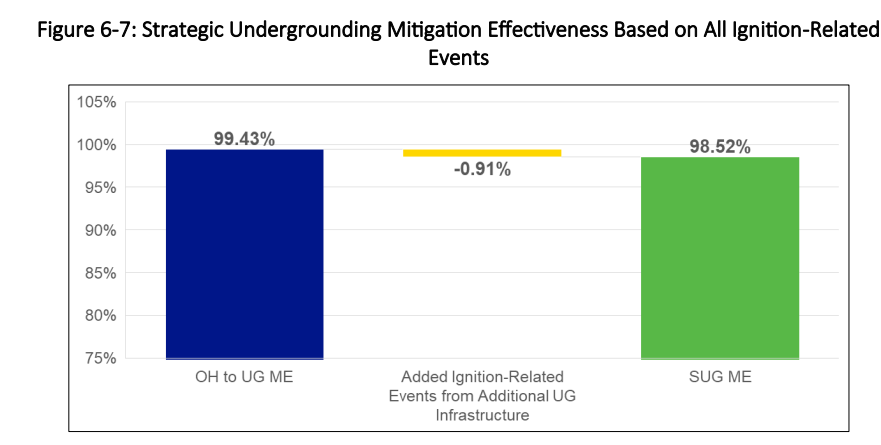 Figure 6-7: Strategic Undergrounding Mitigation Effectiveness Based on All Ignition-Related
Events
105%
100%
95%
90%
85%
80%
75%
99.43%
-0.91%
98.52%
OH to UG ME
Added Ignition-Related
Events from Additional UG
Infrastructure
SUG ME